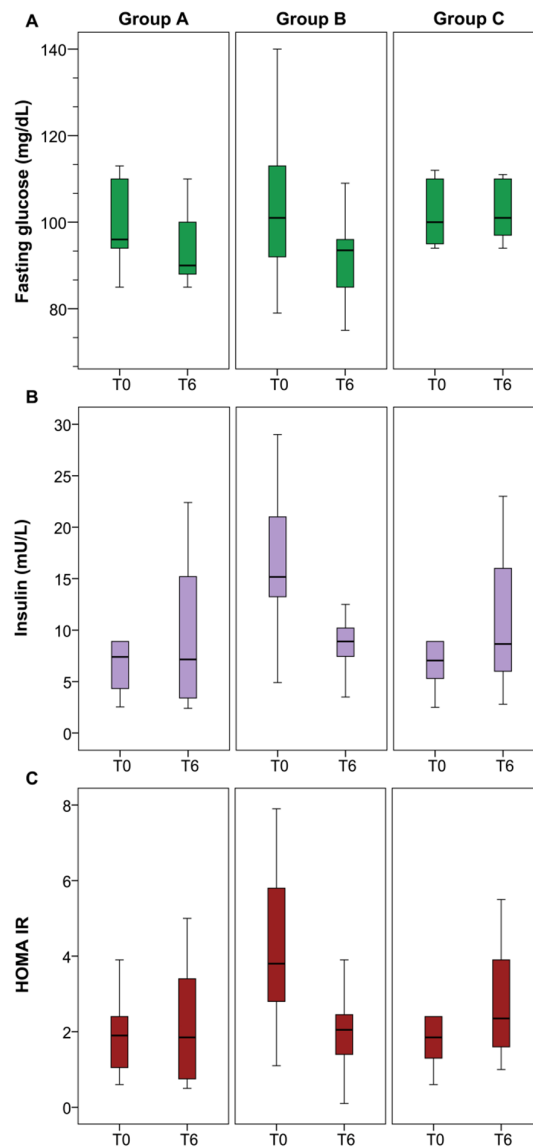 A
Group A Group B Group C
Fasting glucose (mg/dL)
140
120
100
80
T0 T6 T0 T6 T0 T6
B
Insulin (mU/L)
30
25
20
15
10
5
0
T0 T6 T0 T6 T0 T6
C
HOMA IR
8
6
4
2
0
T0 T6 T0 T6 T0 T6